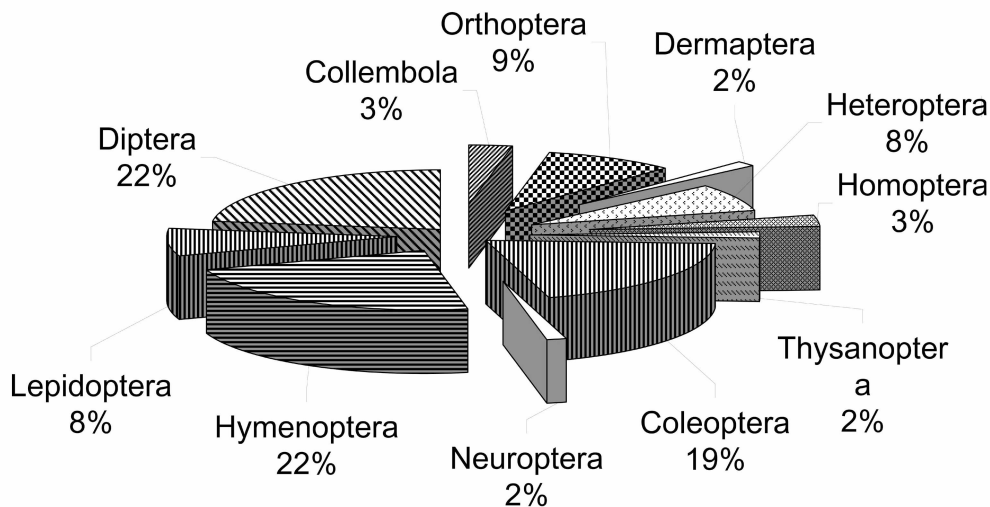 Orthoptera
9%
Dermaptera
2%
Collembola
3%
Heteroptera
8%
Diptera
22%
Homoptera
3%
Thysanopter
a
2%
Lepidoptera
8%
Hymenoptera
22%
Coleoptera
19%
Neuroptera
2%